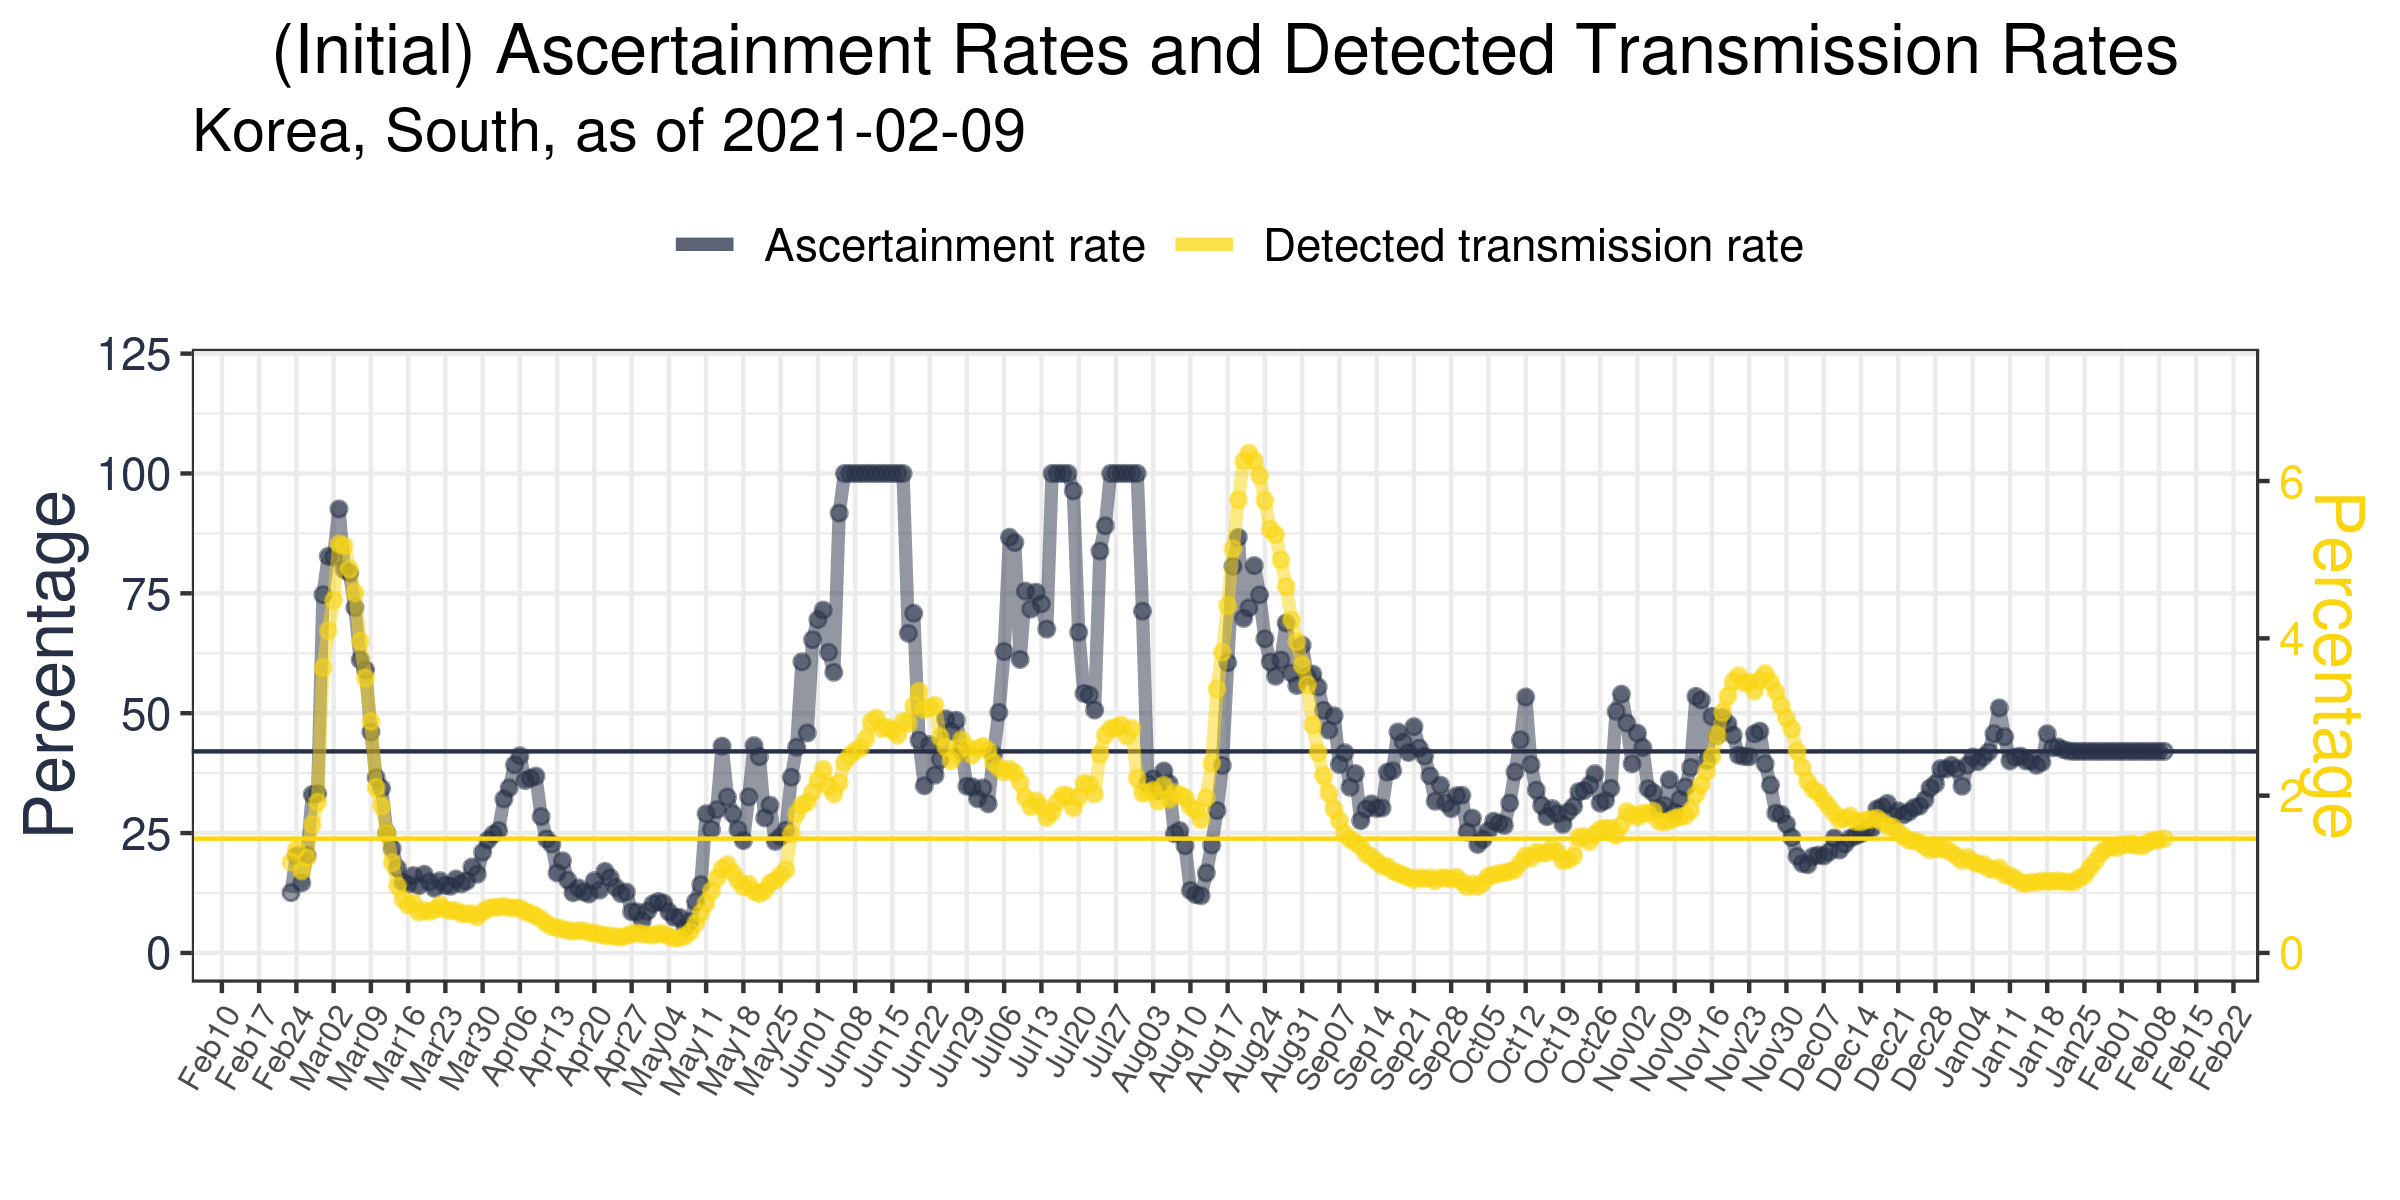 (Initial) Ascertainment Rates and Detected Transmission Rates
Korea, South, as of 2021-02-09
Ascertainment rate
Detected transmission rate
Percentage
125
100
75
50
25
0
6
4
2
0
Percentage
Feb10
Feb17
Feb24
Mar02
Mar09
Mar16
Mar23
Mar30
Apr06
Apr13
Apr20
Apr27
May04
May11
May18
May25
Jun01
Jun08
Jun15
Jun22
Jun29
Jul06
Jul13
Jul20
Jul27
Aug03
Aug10
Aug17
Aug24
Aug31
Sep07
Sep14
Sep21
Sep28
Oct05
Oct12
Oct19
Oct26
Nov02
Nov09
Nov16
Nov23
Nov30
Dec07
Dec14
Dec21
Dec28
Jan04
Jan11
Jan18
Jan25
Feb01
Feb08
Feb15
Feb22